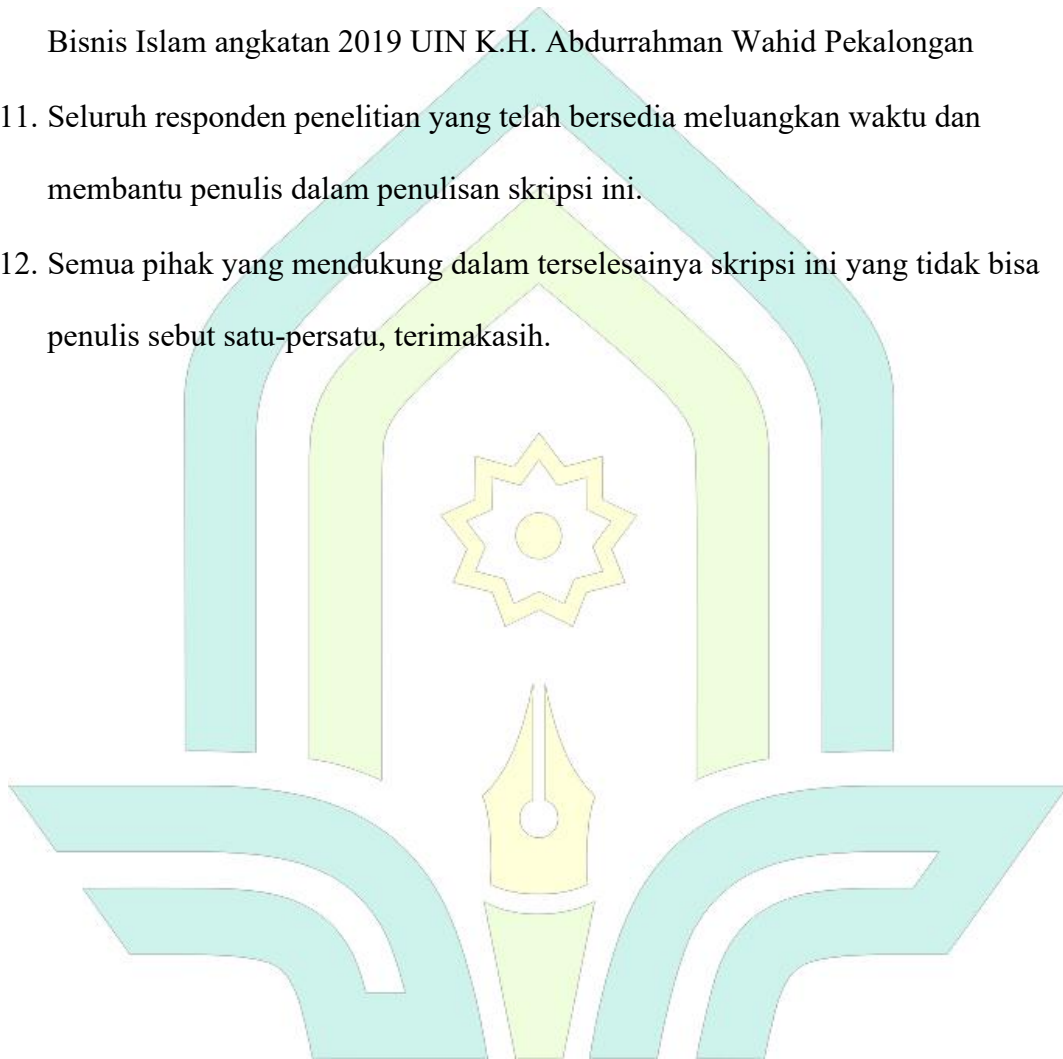 Bisnis Islam angkatan 2019 UIN K.H. Abdurrahman Wahid Pekalongan
11. Seluruh responden penelitian yang telah bersedia meluangkan waktu dan
membantu penulis dalam penulisan skripsi ini.
12. Semua pihak yang mendukung dalam terselesainya skripsi ini yang tidak bisa
penulis sebut satu-persatu, terimakasih.